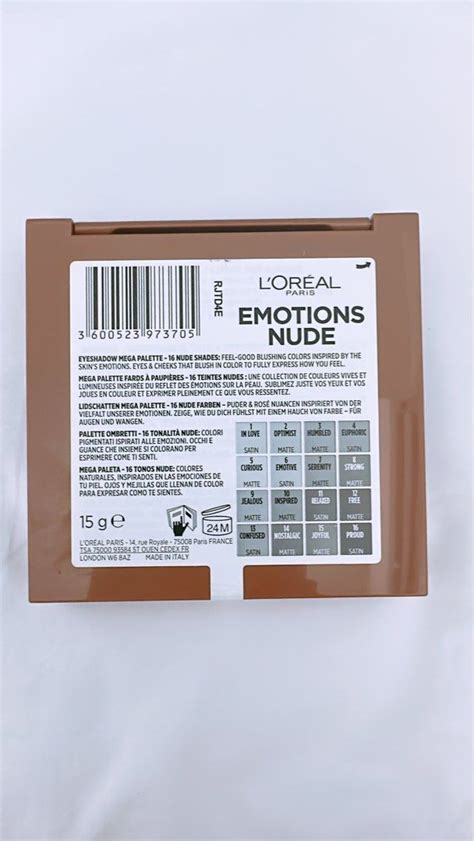 3 600523 973705
RJTD4E
L'ORÉAL
PARIS
EMOTIONS
NUDE
EYESHADOW MEGA PALETTE – 16 NUDE SHADES: FEEL-GOOD BLUSHING COLORS INSPIRED BY THE
SKIN'S EMOTIONS. EYES & CHEEKS THAT BLUSH IN COLOR TO FULLY EXPRESS HOW YOU FEEL.
MEGA PALETTE FARDS À PAUPIÈRES – 16 TEINTES NUDES : UNE COLLECTION DE COULEURS VIVES ET
LUMINEUSES INSPIRÉE DU REFLET DES ÉMOTIONS SUR LA PEAU. SUBLIMEZ JUSTE VOS YEUX ET VOS
JOUES EN COULEUR ET EXPRIMER PLEINEMENT CE QUE VOUS RESSENTEZ.
LIDSCHATTEN MEGA PALETTE – 16 NUDE FARBEN – PUDER & ROSÉ NUANCEN INSPIRIERT VON DER
VIELFALT UNSERER EMOTIONEN. ZEIGE, WIE DU DICH FÜHLST MIT EINEM HAUCH VON FARBE – FÜR
AUGEN UND WANGEN.
PALETTE OMBRETTI – 16 TONALITÀ NUDE: COLORI
PIGMENTATI ISPIRATI ALLE EMOZIONI. OCCHI E
GUANCE CHE INSIEME SI COLORANO PER
ESPRIMERE COME TI SENTI.
MEGA PALETA – 16 TONOS NUDE: COLORES
NATURALES, INSPIRADOS EN LAS EMOCIONES DE
TU PIEL. OJOS Y MEJILLAS QUE LLENAN DE COLOR
PARA EXPRESAR COMO TE SIENTES.
1 2 3 4
IN LOVE OPTIMIST HUMBLED EUPHORIC
SATIN MATTE MATTE SATIN
5 6 7 8
CURIOUS EMOTIVE SERENITY STRONG
MATTE SATIN MATTE MATTE
9 10 11 12
JEALOUS INSPIRED RELAXED FREE
MATTE MATTE SATIN MATTE
13 14 15 16
CONFUSED NOSTALGIC JOYFUL PROUD
SATIN MATTE SATIN MATTE
15 g e
24M
L'ORÉAL PARIS – 14, rue Royale – 75008 Paris FRANCE
TSA 75000 93584 ST OUEN CEDEX FR
LONDON W6 8AZ MADE IN ITALY